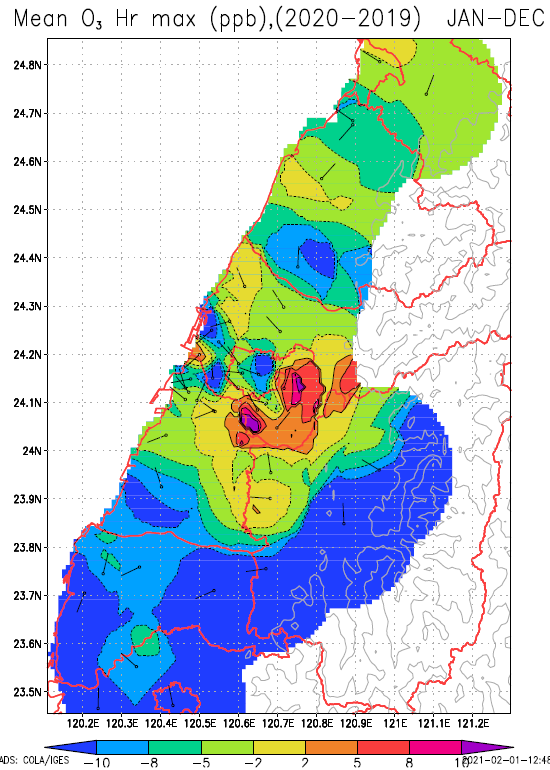 Mean O₃ Hr max (ppb),(2020−2019) JAN−DEC
24.8N
24.7N
24.6N
24.5N
24.4N
24.3N
24.2N
24.1N
24N
23.9N
23.8N
23.7N
23.6N
23.5N
120.2E 120.3E 120.4E 120.5E 120.6E 120.7E 120.8E 120.9E 121E 121.1E 121.2E
−10 −8 −5 −2 2 5 8 10
ADS: COLA/IGES 2021−02−01−12:48